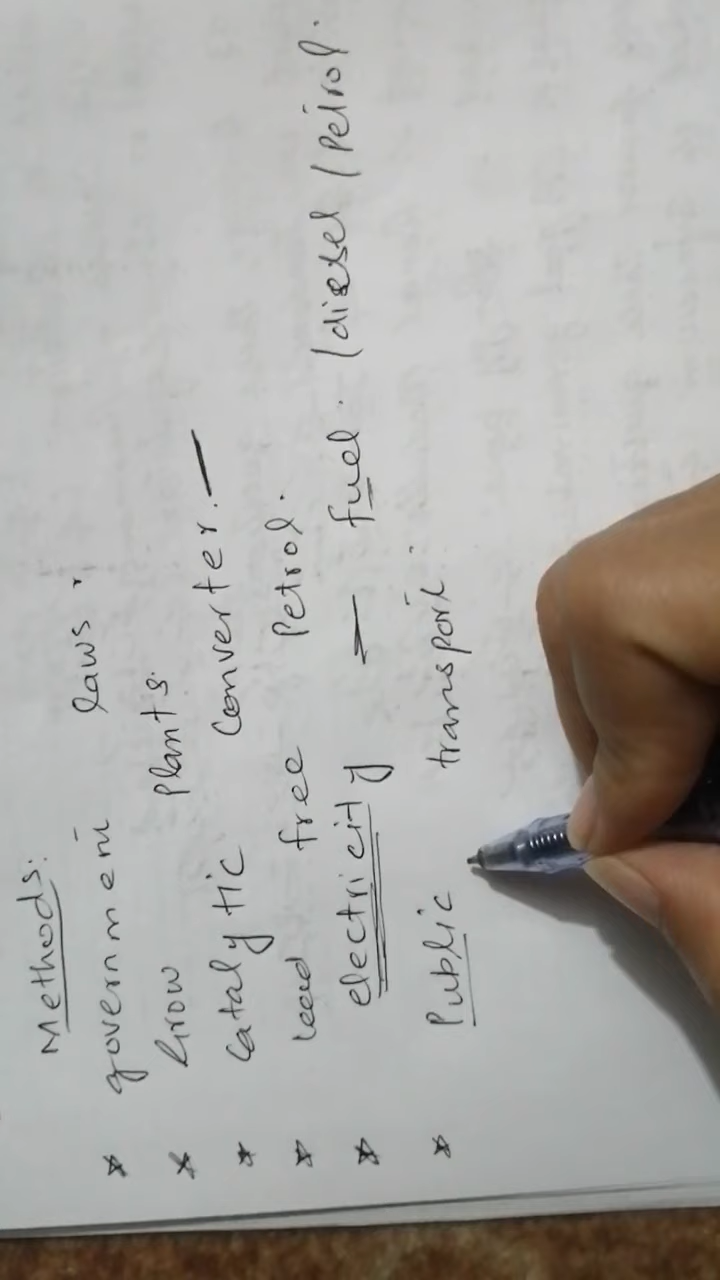 Methods:
* government laws.
* Grow plants.
* Catalytic Converter. —
* lead free Petrol.
* electricity — fuel. (diesel / Petrol.
* Public transport.